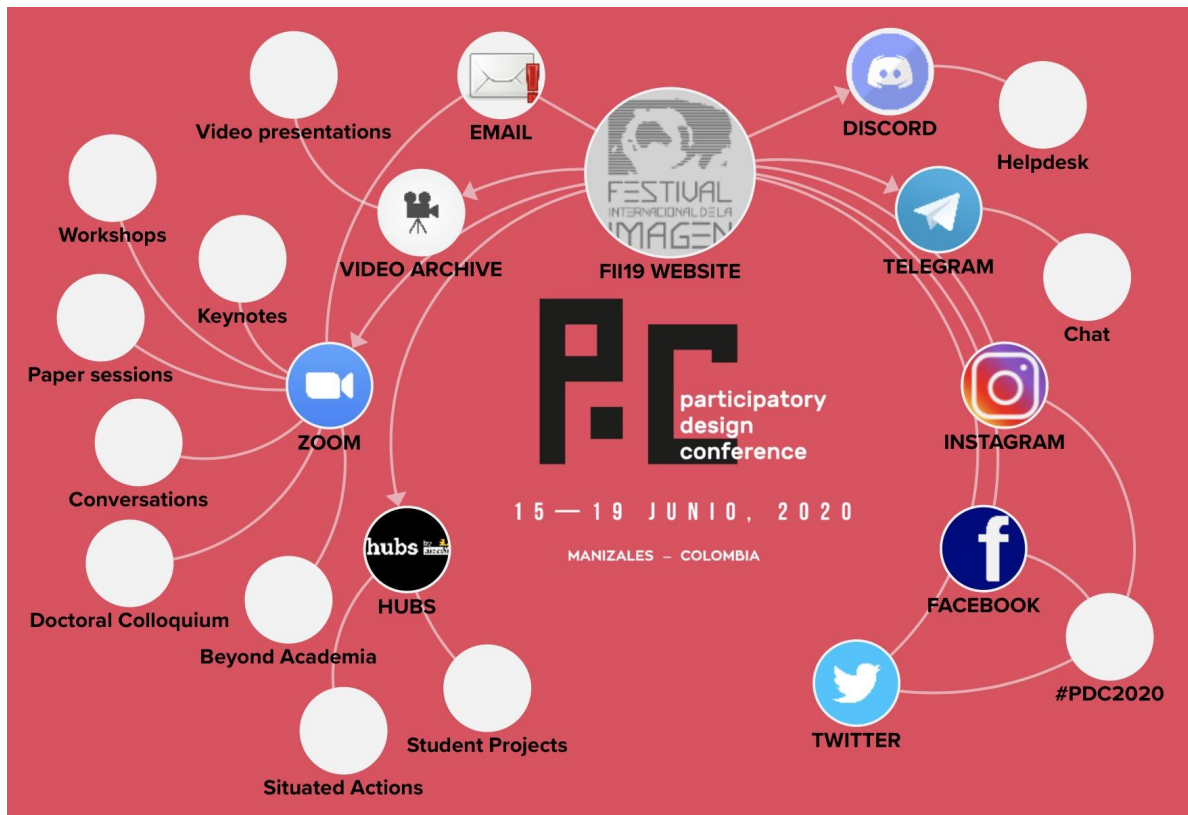 Video presentations
EMAIL
DISCORD
Helpdesk
FESTIVAL
INTERNACIONAL DE LA
IMAGEN
FII19 WEBSITE
Workshops
VIDEO ARCHIVE
TELEGRAM
Keynotes
Chat
Paper sessions
ZOOM
P.C
participatory
design
conference
INSTAGRAM
Conversations
15—19 JUNIO, 2020
MANIZALES – COLOMBIA
hubs by
HUBS
f
FACEBOOK
Doctoral Colloquium
Beyond Academia
#PDC2020
Student Projects
TWITTER
Situated Actions